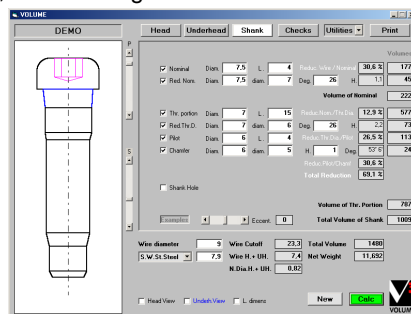 VOLUME
DEMO
Head Underhead Shank Checks Utilities Print
P
S
Volumes
Nominal Diam. 7,5 L. 4 Reduc. Wire / Nominal 30,6 % 177
Red. Nom. Diam. 7,5 diam. 7 Deg. 26 H. 1,1 45
Volume of Nominal 222
Thr. portion Diam. 7 L. 15 Reduc. Nom./Thr.Dia. 12,9 % 577
Red.Thr.D. Diam. 7 diam. 6 Deg. 26 H. 2,2 73
Pilot Diam. 6 L. 4 Reduc. Thr.Dia./Pilot 26,5 % 113
Chamfer Diam. 6 diam. 5 H. 1 Deg. 53° 6' 24
Reduc.Pilot/Chamf. 30,6 %
Total Reduction 69,1 %
Shank Hole
Volume of Thr. Portion 787
Examples Eccent. 0 Total Volume of Shank 1009
Wire diameter 9 Wire Cutoff 23,3 Total Volume 1480
S.W.St.Steel 7,9 Wire H.+ UH. 7,4 Net Weight 11,692
N.Dia.H.+ UH. 0,82
Head View Underh.View L. dimens New Calc
VOLUM